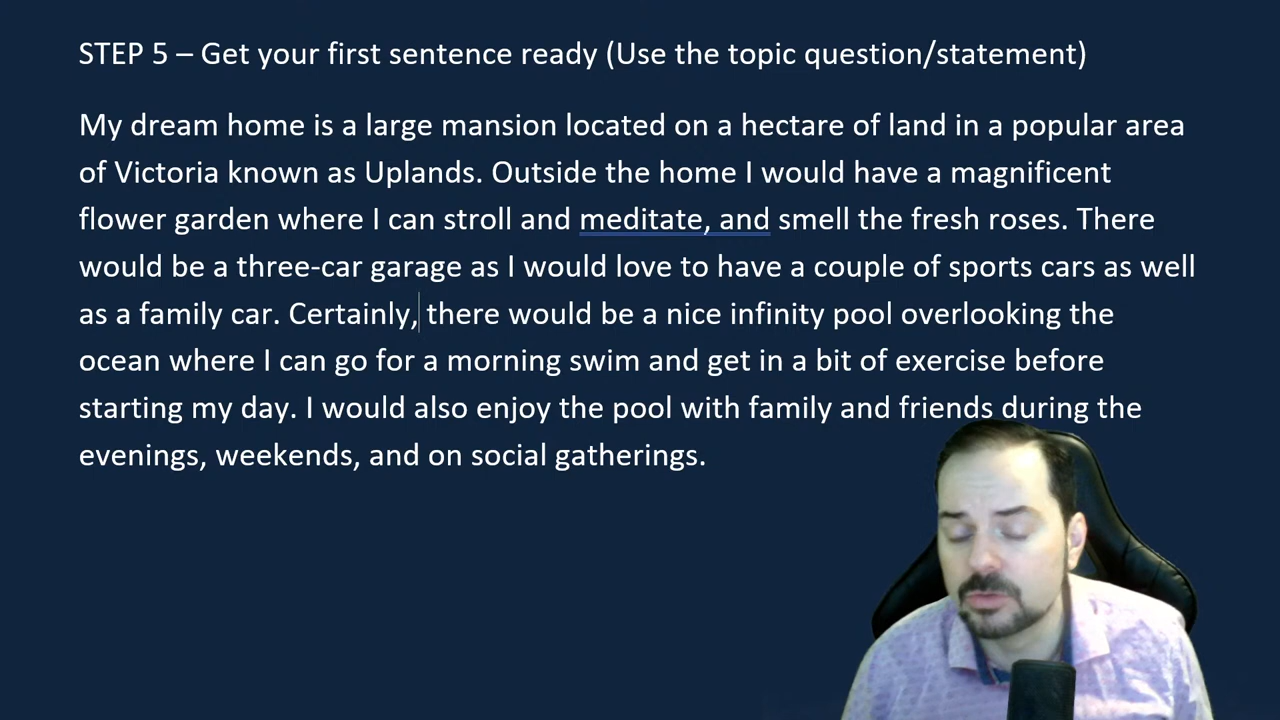 STEP 5 – Get your first sentence ready (Use the topic question/statement)
My dream home is a large mansion located on a hectare of land in a popular area
of Victoria known as Uplands. Outside the home I would have a magnificent
flower garden where I can stroll and meditate, and smell the fresh roses. There
would be a three-car garage as I would love to have a couple of sports cars as well
as a family car. Certainly, there would be a nice infinity pool overlooking the
ocean where I can go for a morning swim and get in a bit of exercise before
starting my day. I would also enjoy the pool with family and friends during the
evenings, weekends, and on social gatherings.